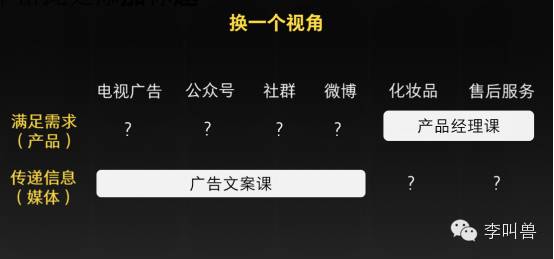 换一个视角
电视广告 公众号 社群 微博 化妆品 售后服务
满足需求
（产品）
? ? ? ? 产品经理课
传递信息
（媒体）
广告文案课 ? ?
李叫兽